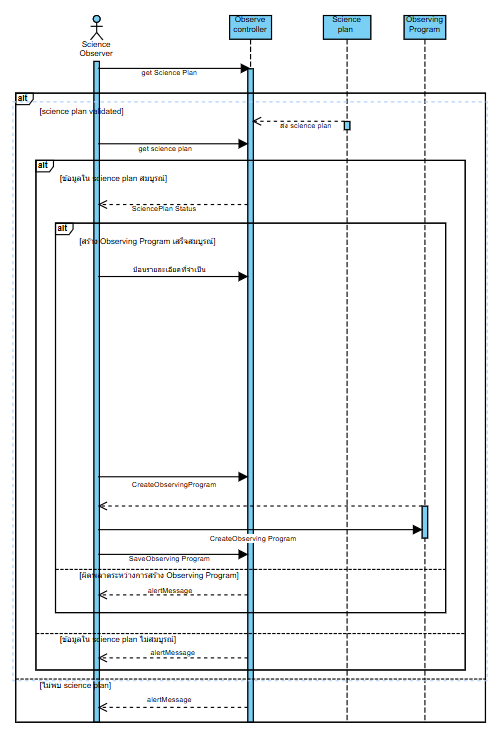 Science
Observer
Observe
controller
Science
plan
Observing
Program
get Science Plan
alt
[science plan validated]
ส่ง science plan
get science plan
alt
[ข้อมูลใน science plan สมบูรณ์]
SciencePlan Status
alt
[สร้าง Observing Program เสร็จสมบูรณ์]
ป้อนรายละเอียดที่จำเป็น
CreateObservingProgram
CreateObserving Program
SaveObserving Program
[ผิดพลาดระหว่างการสร้าง Observing Program]
alertMessage
[ข้อมูลใน science plan ไม่สมบูรณ์]
alertMessage
[ไม่พบ science plan]
alertMessage